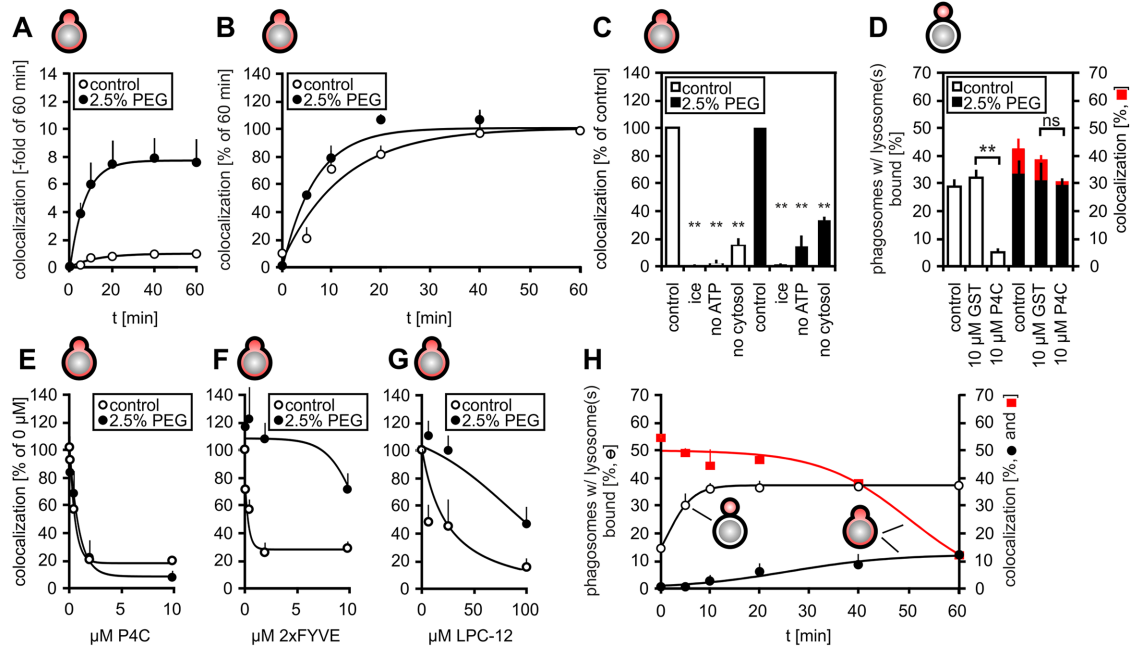 A
colocalization [-fold of 60 min]
14
12
10
8
6
4
2
0
control
2.5% PEG
0 20 40 60
t [min]
B
colocalization [% of 60 min]
140
120
100
80
60
40
20
0
control
2.5% PEG
0 10 20 30 40 50 60
t [min]
C
colocalization [% of control]
140
120
100
80
60
40
20
0
control
2.5% PEG
** ** ** ** ** **
control
ice
no ATP
no cytosol
control
ice
no ATP
no cytosol
D
phagosomes w/ lysosome(s)
bound [%]
70
60
50
40
30
20
10
0
control
2.5% PEG
**
ns
70
60
50
40
30
20
10
0
colocalization [%, ]
control
10 µM GST
10 µM P4C
control
10 µM GST
10 µM P4C
E
colocalization [% of 0 µM]
140
120
100
80
60
40
20
0
control
2.5% PEG
0 5 10
µM P4C
F
140
120
100
80
60
40
20
0
control
2.5% PEG
0 5 10
µM 2xFYVE
G
140
120
100
80
60
40
20
0
control
2.5% PEG
0 50 100
µM LPC-12
H
phagosomes w/ lysosome(s)
bound [%, ]
70
60
50
40
30
20
10
0
70
60
50
40
30
20
10
0
colocalization [%, and ]
0 10 20 30 40 50 60
t [min]